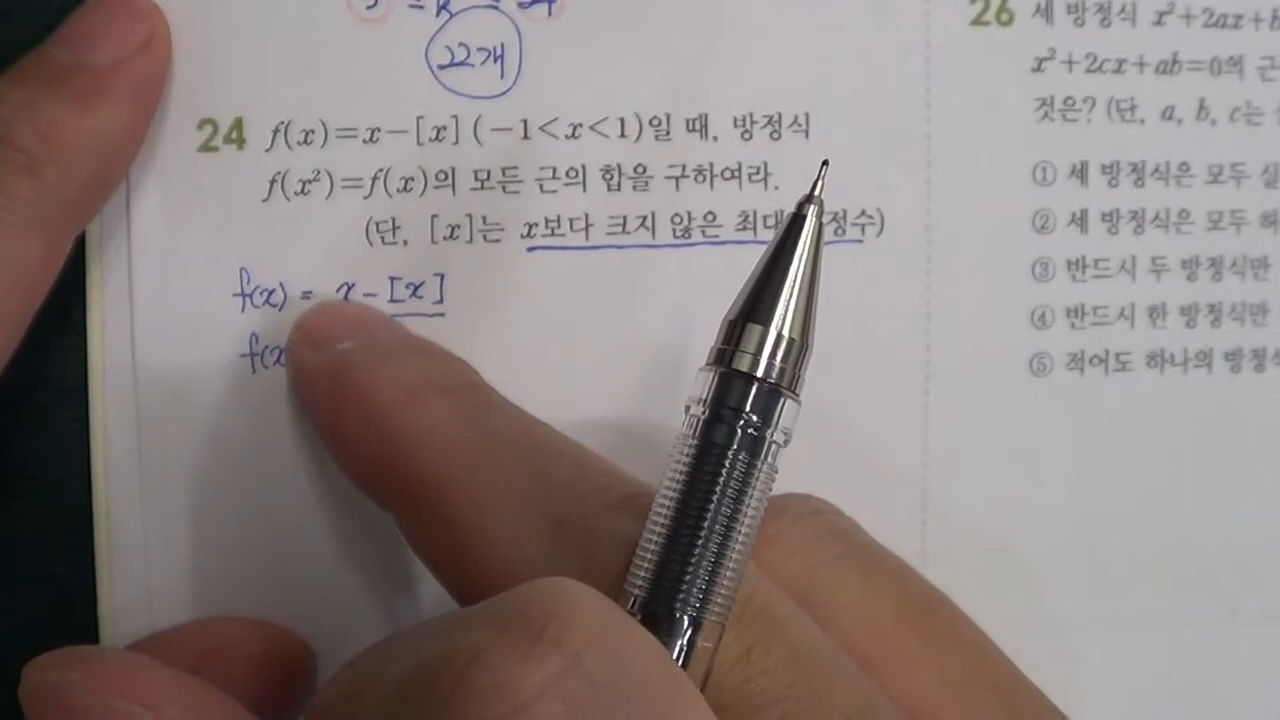 22개
24 f(x)=x-[x] (-1<x<1)일 때, 방정식
f(x²)=f(x)의 모든 근의 합을 구하여라.
(단, [x]는 x보다 크지 않은 최대 정수)
f(x) = x - [x]
f(x
26 세 방정식 x²+2ax+b
x²+2cx+ab=0의 근
것은? (단, a, b, c는
① 세 방정식은 모두 실
② 세 방정식은 모두 허
③ 반드시 두 방정식만
④ 반드시 한 방정식만
⑤ 적어도 하나의 방정식